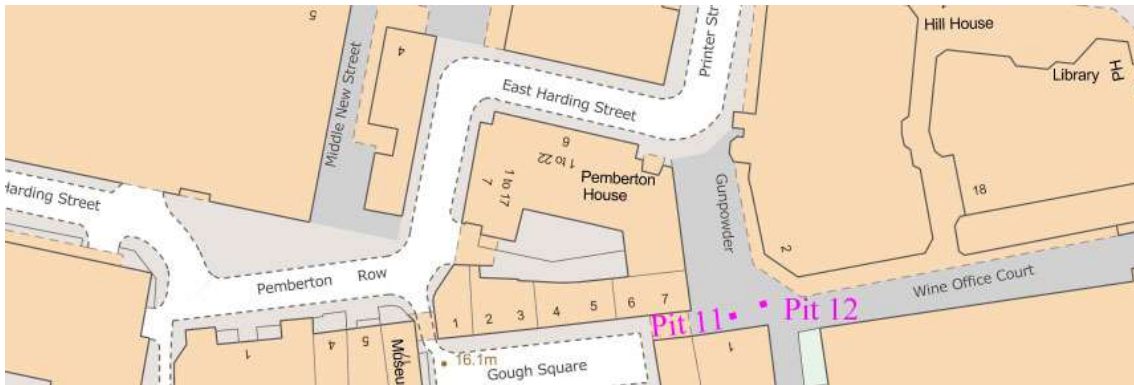 5
Hill House
Library
PH
Printer Street
4
Middle New Street
East Harding Street
6
1 to 22
Pemberton
House
1 to 17
7
18
Gunpowder
Harding Street
2
Pemberton Row
Wine Office Court
1
2
3
4
5
6
7
Pit 11
Pit 12
1
4
5
Museu
1
16.1m
Gough Square